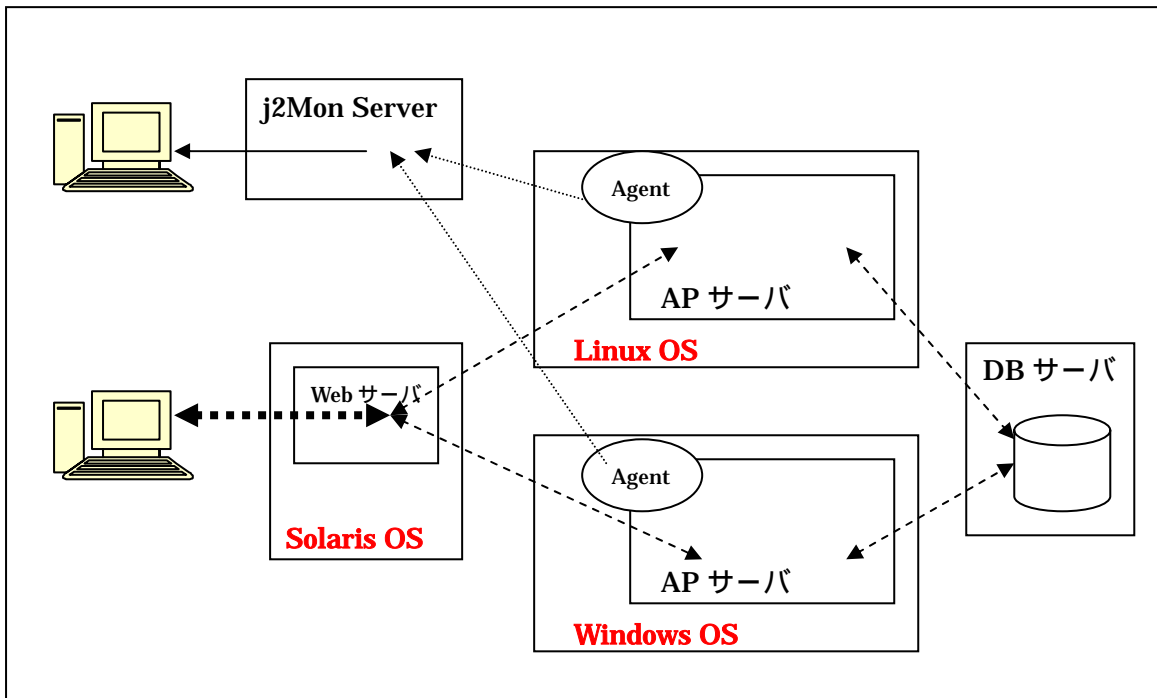 j2Mon Server
Agent
AP サーバ
Linux OS
Web サーバ
Solaris OS
DB サーバ
Agent
AP サーバ
Windows OS